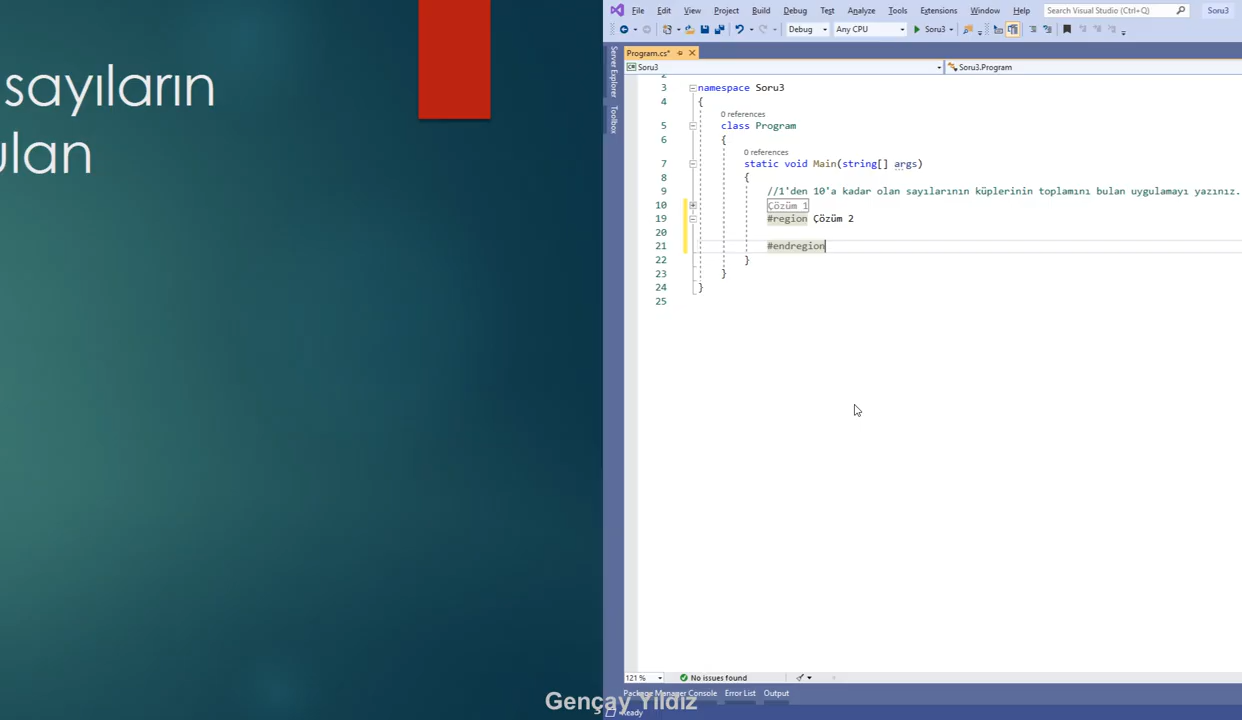 sayıların
ulan
File Edit View Project Build Debug Test Analyze Tools Extensions Window Help Search Visual Studio (Ctrl+Q) Soru3
Debug Any CPU Soru3
Server Explorer
Toolbox
Program.cs*
Soru3 Soru3.Program
3 namespace Soru3
4 {
0 references
5 class Program
6 {
0 references
7 static void Main(string[] args)
8 {
9 //1'den 10'a kadar olan sayılarının küplerinin toplamını bulan uygulamayı yazınız.
10 Çözüm 1
19 #region Çözüm 2
20
21 #endregion
22 }
23 }
24 }
25
121 % No issues found
Package Manager Console Error List Output
Ready
Gençay Yıldız